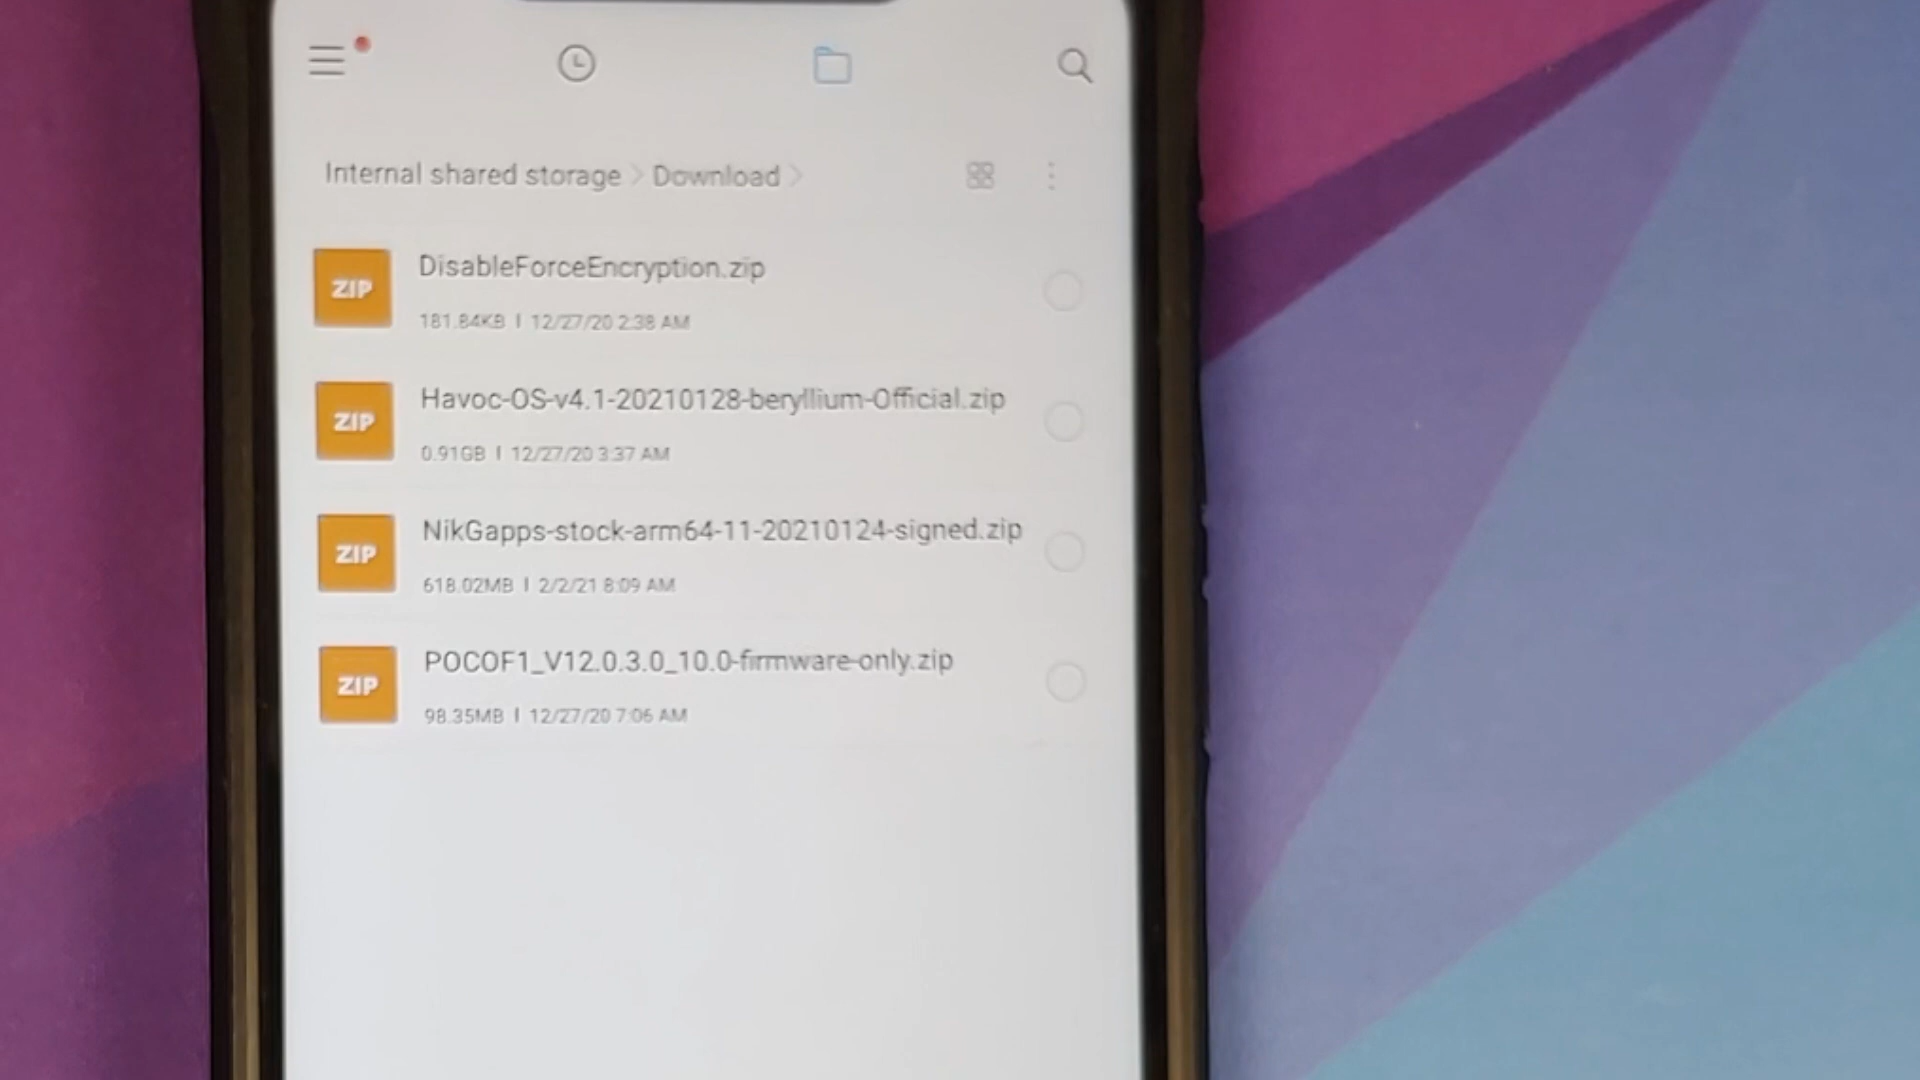 Internal shared storage > Download >
ZIP
DisableForceEncryption.zip
181.84KB | 12/27/20 2:38 AM
ZIP
Havoc-OS-v4.1-20210128-beryllium-Official.zip
0.91GB | 12/27/20 3:37 AM
ZIP
NikGapps-stock-arm64-11-20210124-signed.zip
618.02MB | 2/2/21 8:09 AM
ZIP
POCOF1_V12.0.3.0_10.0-firmware-only.zip
98.35MB | 12/27/20 7:06 AM